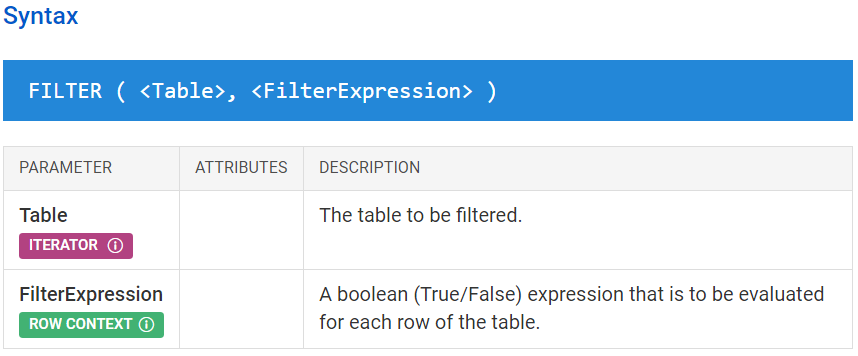 Syntax
FILTER ( <Table>, <FilterExpression> )
PARAMETER ATTRIBUTES DESCRIPTION
Table The table to be filtered.
ITERATOR
FilterExpression A boolean (True/False) expression that is to be evaluated
ROW CONTEXT for each row of the table.